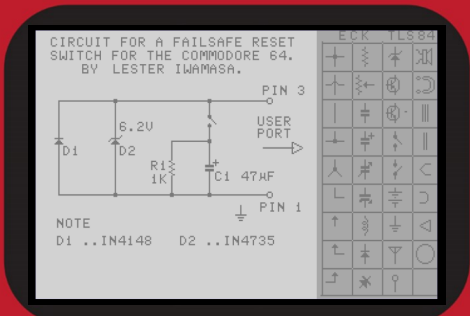 CIRCUIT FOR A FAILSAFE RESET
SWITCH FOR THE COMMODORE 64.
BY LESTER IWAMASA.
ECK TLS84
PIN 3
6.2V
USER
PORT
D1
D2
R1
1K
C1 47µF
PIN 1
NOTE
D1 ..IN4148 D2 ..IN4735